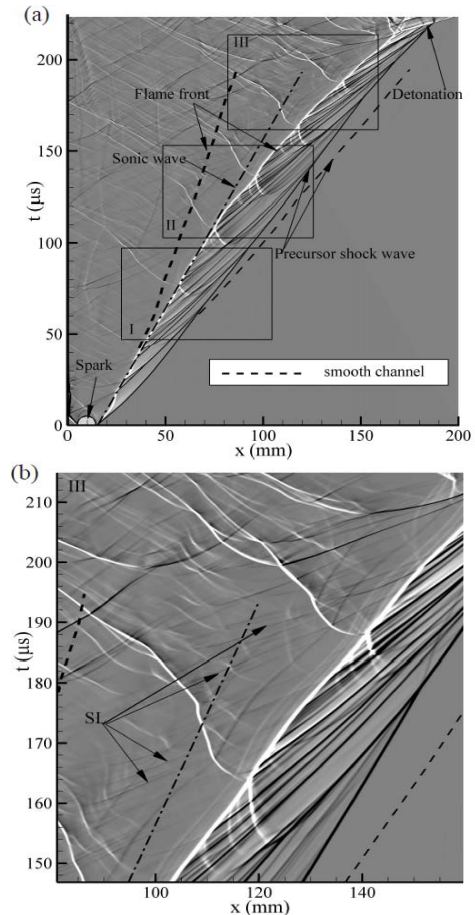 (a)
200
150
100
50
0
t (μs)
III
Flame front
Detonation
Sonic wave
II
Precursor shock wave
I
Spark
smooth channel
0
50
100
150
200
x (mm)
(b)
III
210
200
190
180
170
160
150
t (μs)
SL
100
120
140
x (mm)